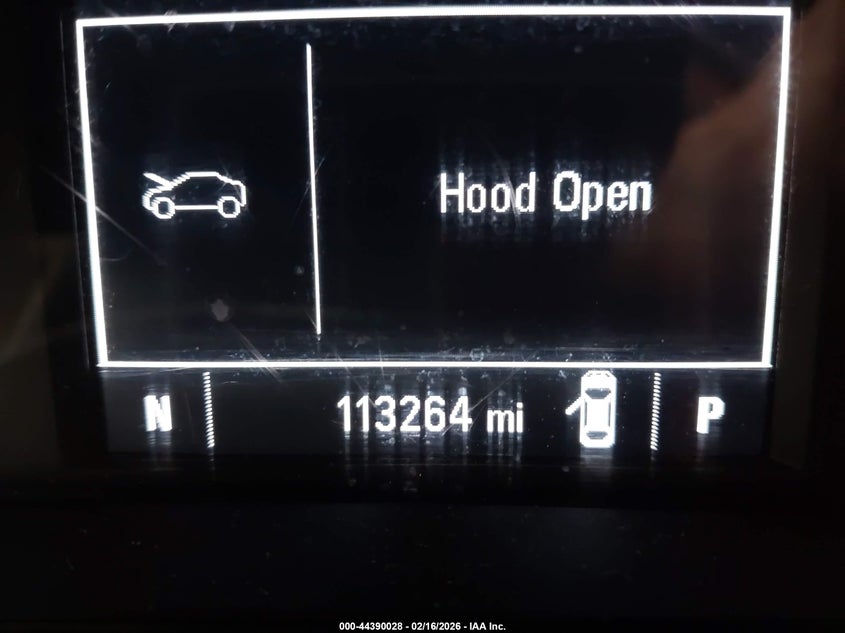 Hood Open
N 113264 mi P
000-44390028 - 02/16/2026 - IAA Inc.